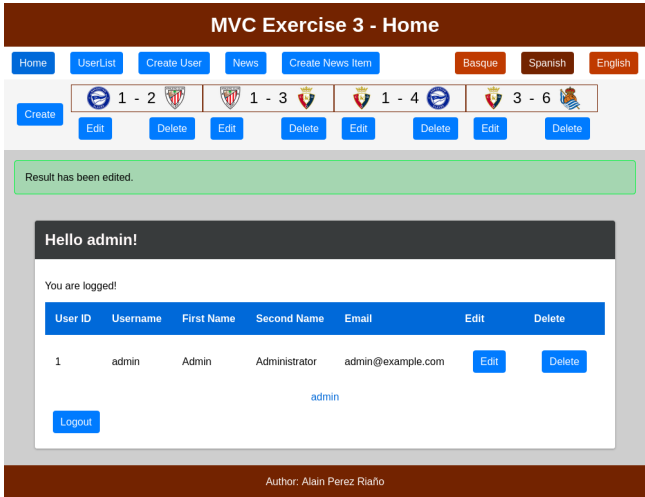 MVC Exercise 3 - Home
Home UserList Create User News Create News Item Basque Spanish English
Create 1 - 2 1 - 3 1 - 4 3 - 6
Edit Delete Edit Delete Edit Delete Edit Delete
Result has been edited.
Hello admin!
You are logged!
User ID Username First Name Second Name Email Edit Delete
1 admin Admin Administrator admin@example.com Edit Delete
admin
Logout
Author: Alain Perez Riaño